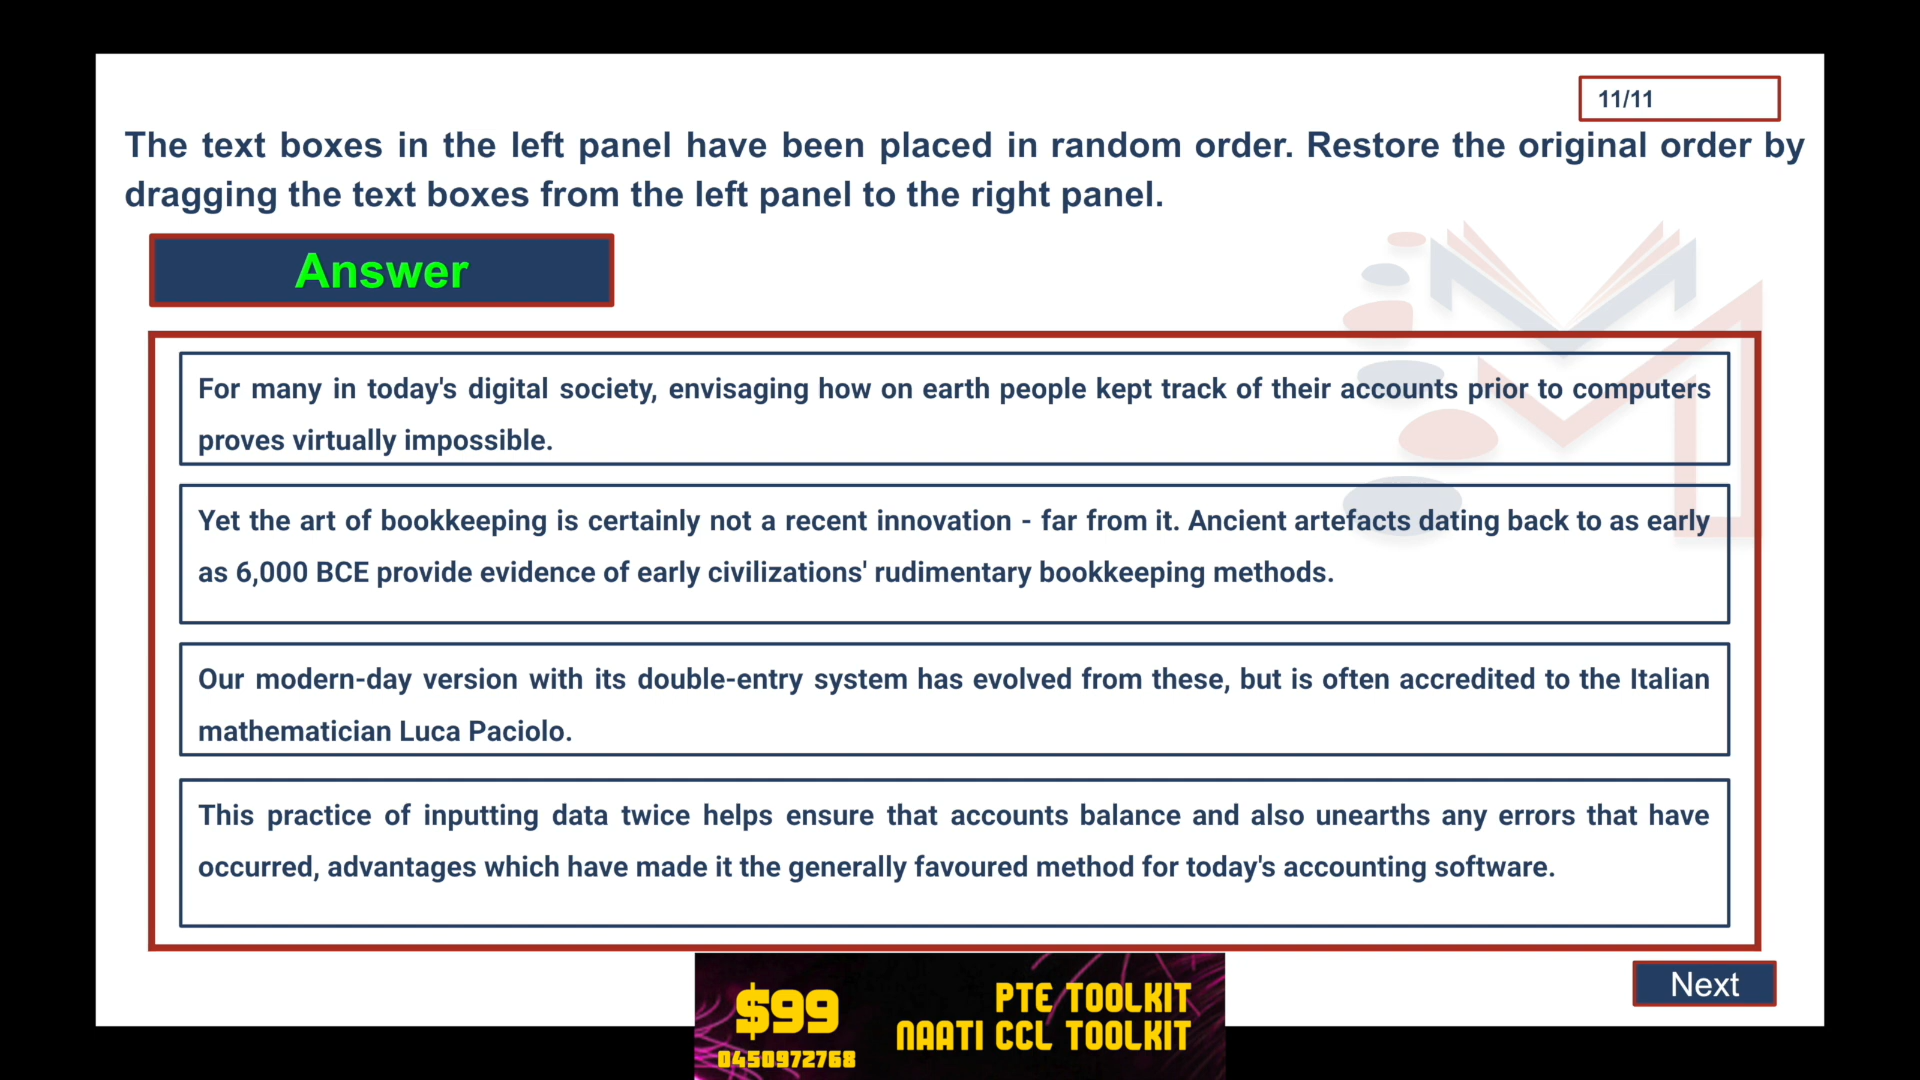 11/11
The text boxes in the left panel have been placed in random order. Restore the original order by
dragging the text boxes from the left panel to the right panel.
Answer
For many in today's digital society, envisaging how on earth people kept track of their accounts prior to computers
proves virtually impossible.
Yet the art of bookkeeping is certainly not a recent innovation - far from it. Ancient artefacts dating back to as early
as 6,000 BCE provide evidence of early civilizations' rudimentary bookkeeping methods.
Our modern-day version with its double-entry system has evolved from these, but is often accredited to the Italian
mathematician Luca Paciolo.
This practice of inputting data twice helps ensure that accounts balance and also unearths any errors that have
occurred, advantages which have made it the generally favoured method for today's accounting software.
Next
$99
0450972768
PTE TOOLKIT
NAATI CCL TOOLKIT